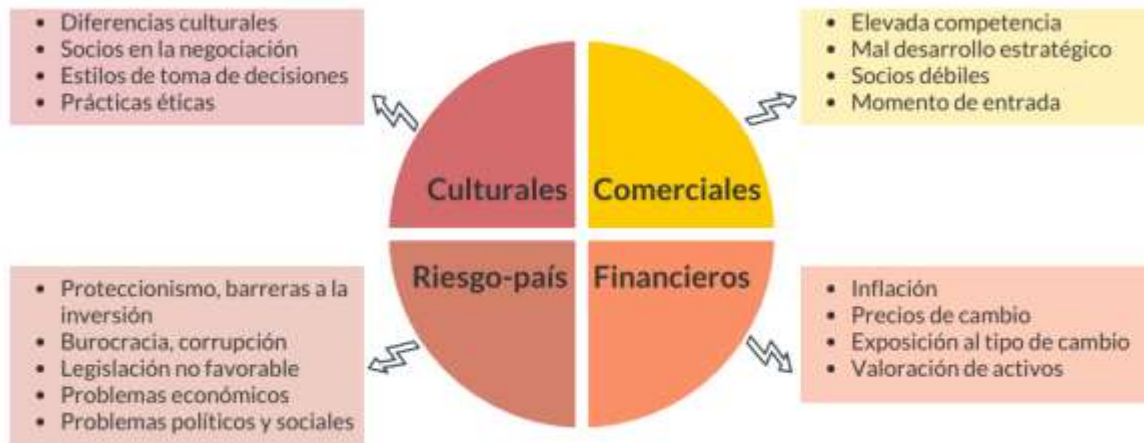 • Diferencias culturales
• Socios en la negociación
• Estilos de toma de decisiones
• Prácticas éticas
• Elevada competencia
• Mal desarrollo estratégico
• Socios débiles
• Momento de entrada
Culturales
Comerciales
Riesgo-país
Financieros
• Proteccionismo, barreras a la
inversión
• Burocracia, corrupción
• Legislación no favorable
• Problemas económicos
• Problemas políticos y sociales
• Inflación
• Precios de cambio
• Exposición al tipo de cambio
• Valoración de activos